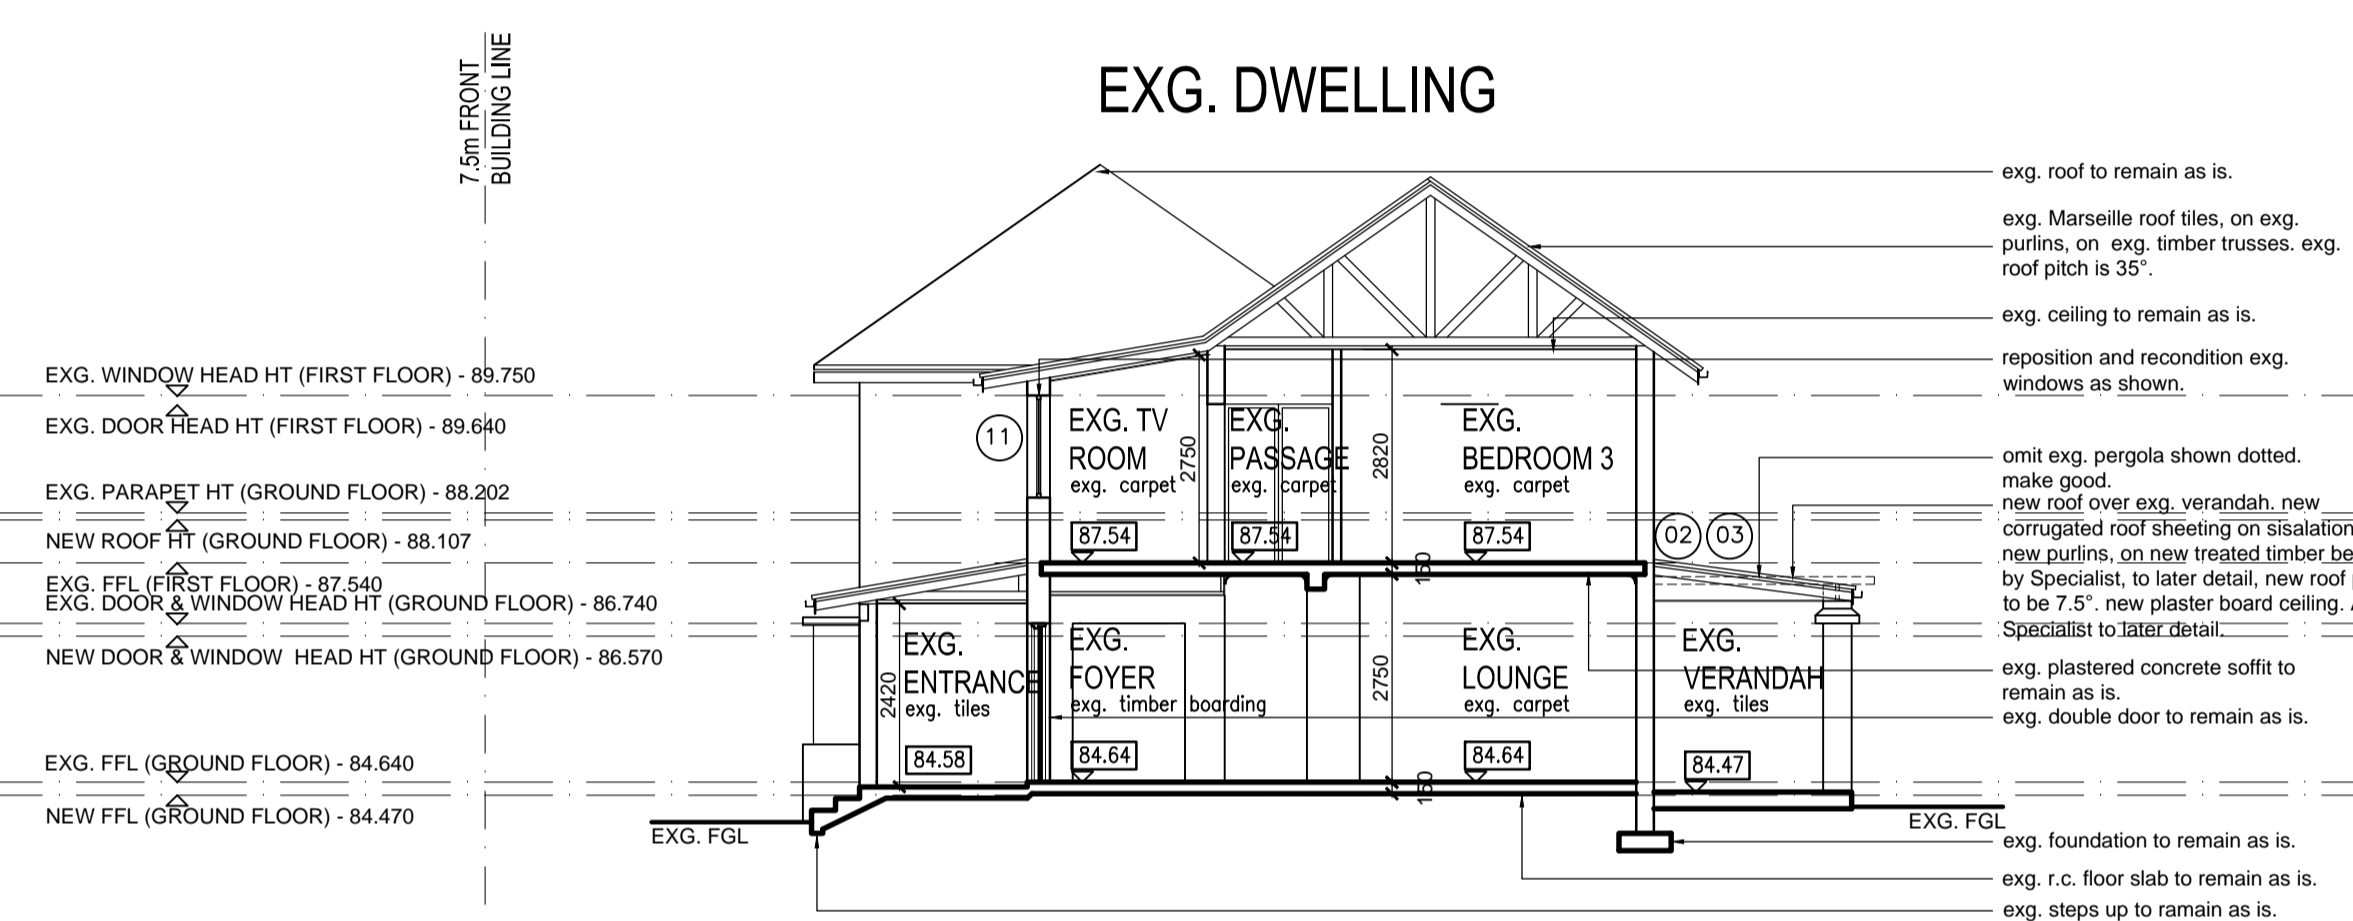 7.5m FRONT
BUILDING LINE
EXG. DWELLING
EXG. WINDOW HEAD HT (FIRST FLOOR) - 89.750
EXG. DOOR HEAD HT (FIRST FLOOR) - 89.640
EXG. PARAPET HT (GROUND FLOOR) - 88.202
NEW ROOF HT (GROUND FLOOR) - 88.107
EXG. FFL (FIRST FLOOR) - 87.540
EXG. DOOR & WINDOW HEAD HT (GROUND FLOOR) - 86.740
NEW DOOR & WINDOW HEAD HT (GROUND FLOOR) - 86.570
EXG. FFL (GROUND FLOOR) - 84.640
NEW FFL (GROUND FLOOR) - 84.470
11
EXG. TV
ROOM
exg. carpet
2750
87.54
EXG.
PASSAGE
exg. carpet
87.54
2820
EXG.
BEDROOM 3
exg. carpet
87.54
150
02
03
2420
EXG.
ENTRANCE
exg. tiles
84.58
EXG.
FOYER
exg. timber boarding
84.64
2750
EXG.
LOUNGE
exg. carpet
84.64
150
EXG.
VERANDAH
exg. tiles
84.47
EXG. FGL
EXG. FGL
exg. roof to remain as is.
exg. Marseille roof tiles, on exg.
purlins, on exg. timber trusses. exg.
roof pitch is 35°.
exg. ceiling to remain as is.
reposition and recondition exg.
windows as shown.
omit exg. pergola shown dotted.
make good.
new roof over exg. verandah. new
corrugated roof sheeting on sisalation
new purlins, on new treated timber be
by Specialist, to later detail, new roof
to be 7.5°. new plaster board ceiling.
Specialist to later detail.
exg. plastered concrete soffit to
remain as is.
exg. double door to remain as is.
exg. foundation to remain as is.
exg. r.c. floor slab to remain as is.
exg. steps up to ramain as is.